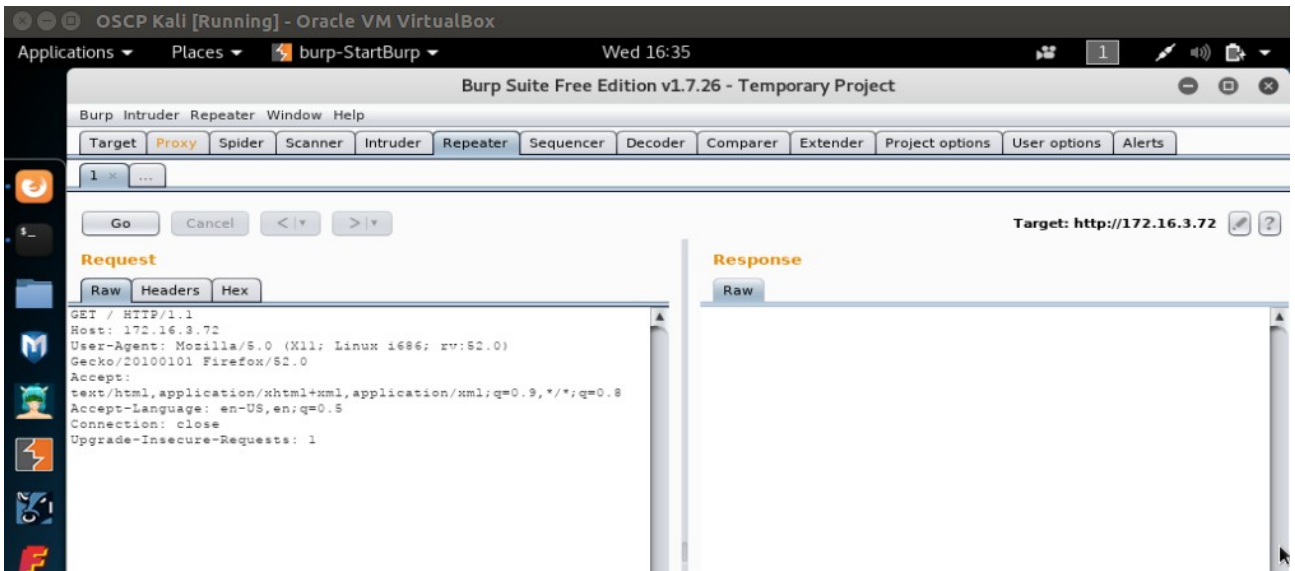 OSCP Kali [Running] - Oracle VM VirtualBox
Applications Places burp-StartBurp Wed 16:35 1
Burp Suite Free Edition v1.7.26 - Temporary Project
Burp Intruder Repeater Window Help
Target Proxy Spider Scanner Intruder Repeater Sequencer Decoder Comparer Extender Project options User options Alerts
1 × ...
Go Cancel < > Target: http://172.16.3.72 ?
Request
Raw Headers Hex
GET / HTTP/1.1
Host: 172.16.3.72
User-Agent: Mozilla/5.0 (X11; Linux i686; rv:52.0)
Gecko/20100101 Firefox/52.0
Accept:
text/html,application/xhtml+xml,application/xml;q=0.9,*/*;q=0.8
Accept-Language: en-US,en;q=0.5
Connection: close
Upgrade-Insecure-Requests: 1
Response
Raw